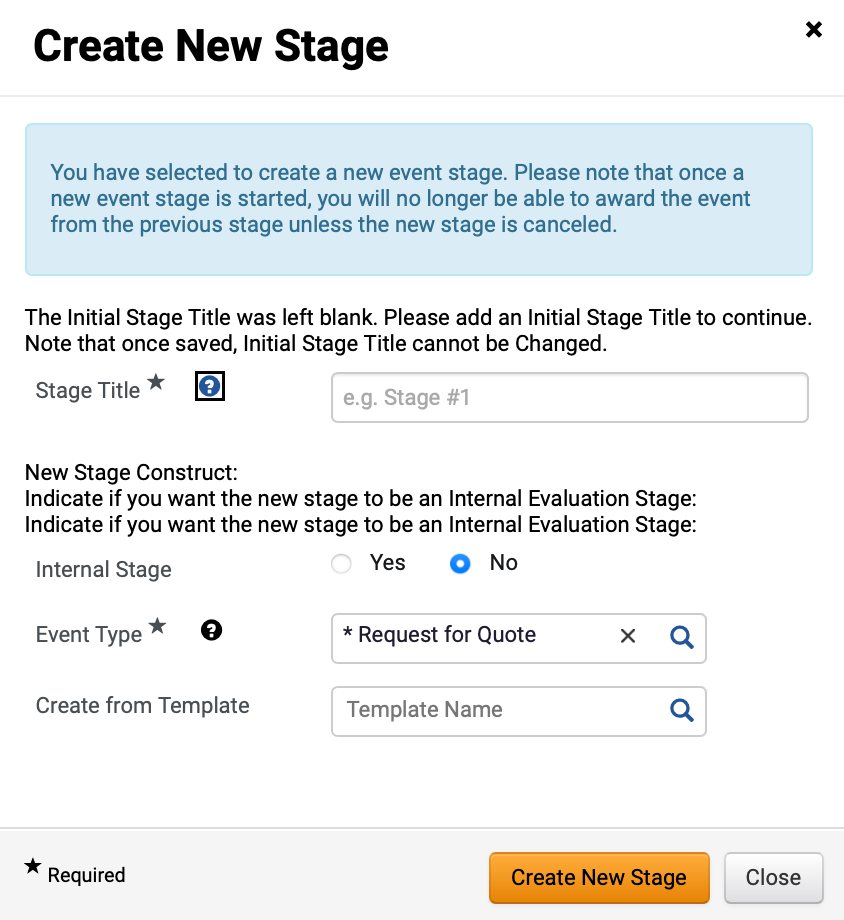 Create New Stage
You have selected to create a new event stage. Please note that once a
new event stage is started, you will no longer be able to award the event
from the previous stage unless the new stage is canceled.
The Initial Stage Title was left blank. Please add an Initial Stage Title to continue.
Note that once saved, Initial Stage Title cannot be Changed.
Stage Title ★ ?
e.g. Stage #1
New Stage Construct:
Indicate if you want the new stage to be an Internal Evaluation Stage:
Indicate if you want the new stage to be an Internal Evaluation Stage:
Internal Stage Yes No
Event Type ★ ? * Request for Quote
Create from Template Template Name
★ Required Create New Stage Close